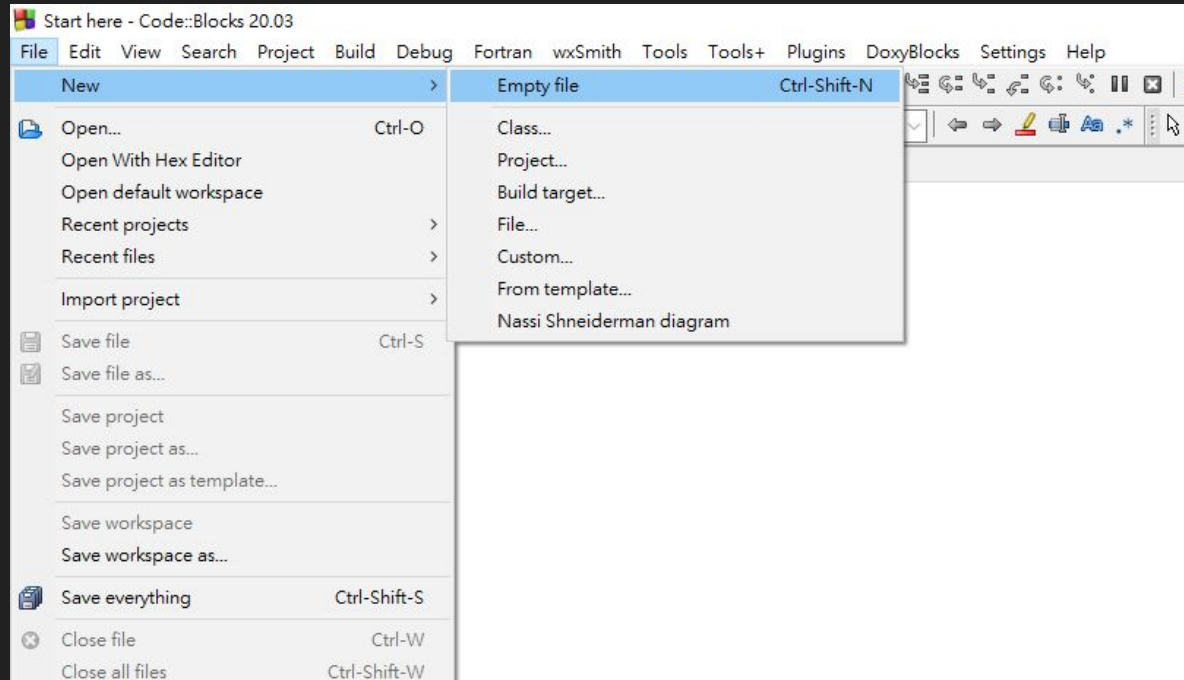 Start here - Code::Blocks 20.03
File Edit View Search Project Build Debug Fortran wxSmith Tools Tools+ Plugins DoxyBlocks Settings Help
New >
Open... Ctrl-O
Open With Hex Editor
Open default workspace
Recent projects >
Recent files >
Import project >
Save file Ctrl-S
Save file as...
Save project
Save project as...
Save project as template...
Save workspace
Save workspace as...
Save everything Ctrl-Shift-S
Close file Ctrl-W
Close all files Ctrl-Shift-W
Empty file Ctrl-Shift-N
Class...
Project...
Build target...
File...
Custom...
From template...
Nassi Shneiderman diagram
Aa .*